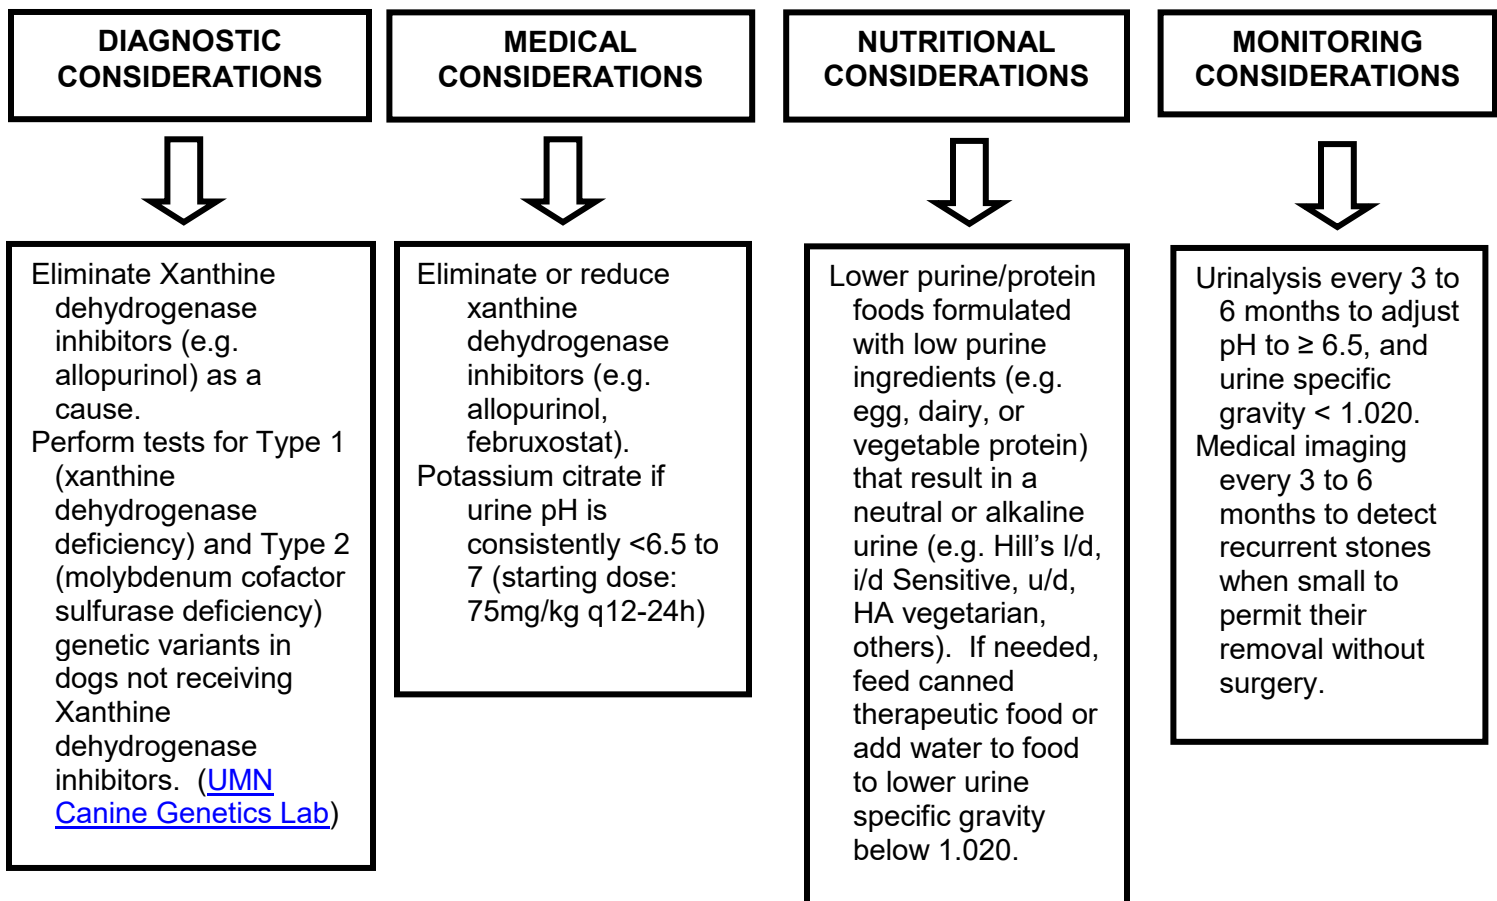 DIAGNOSTIC
CONSIDERATIONS
Eliminate Xanthine
dehydrogenase
inhibitors (e.g.
allopurinol) as a
cause.
Perform tests for Type 1
(xanthine
dehydrogenase
deficiency) and Type 2
(molybdenum cofactor
sulfurase deficiency)
genetic variants in
dogs not receiving
Xanthine
dehydrogenase
inhibitors. (UMN
Canine Genetics Lab)
MEDICAL
CONSIDERATIONS
Eliminate or reduce
xanthine
dehydrogenase
inhibitors (e.g.
allopurinol,
februxostat).
Potassium citrate if
urine pH is
consistently <6.5 to
7 (starting dose:
75mg/kg q12-24h)
NUTRITIONAL
CONSIDERATIONS
Lower purine/protein
foods formulated
with low purine
ingredients (e.g.
egg, dairy, or
vegetable protein)
that result in a
neutral or alkaline
urine (e.g. Hill’s l/d,
i/d Sensitive, u/d,
HA vegetarian,
others). If needed,
feed canned
therapeutic food or
add water to food
to lower urine
specific gravity
below 1.020.
MONITORING
CONSIDERATIONS
Urinalysis every 3 to
6 months to adjust
pH to ≥ 6.5, and
urine specific
gravity < 1.020.
Medical imaging
every 3 to 6
months to detect
recurrent stones
when small to
permit their
removal without
surgery.